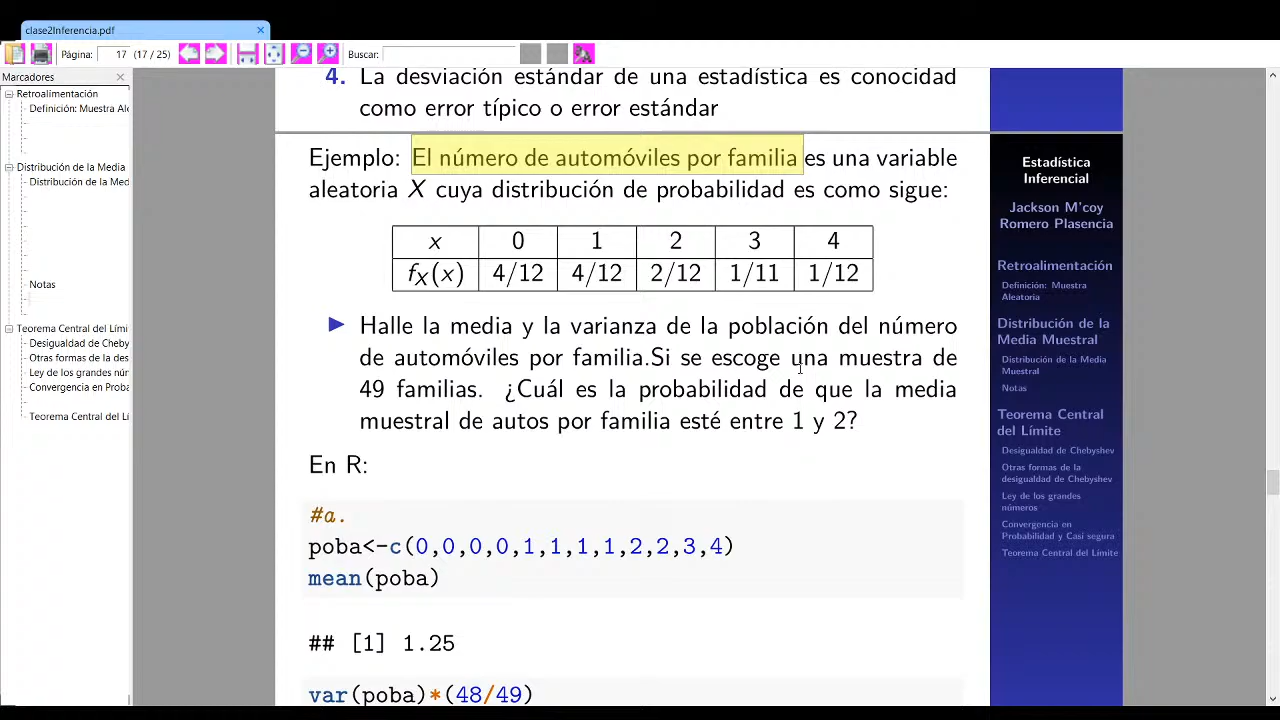 clase2Inferencia.pdf
Página: 17 (17 / 25) Buscar:
Marcadores
Retroalimentación
Definición: Muestra Ale
Distribución de la Media
Distribución de la Med
Notas
Teorema Central del Lími
Desigualdad de Chebys
Otras formas de la des
Ley de los grandes núr
Convergencia en Proba
Teorema Central del Lí
4. La desviación estándar de una estadística es conocidad
como error típico o error estándar
Ejemplo: El número de automóviles por familia es una variable
aleatoria X cuya distribución de probabilidad es como sigue:
x 0 1 2 3 4
fX(x) 4/12 4/12 2/12 1/11 1/12
▶ Halle la media y la varianza de la población del número
de automóviles por familia.Si se escoge una muestra de
49 familias. ¿Cuál es la probabilidad de que la media
muestral de autos por familia esté entre 1 y 2?
En R:
#a.
poba<-c(0,0,0,0,1,1,1,1,2,2,3,4)
mean(poba)
## [1] 1.25
var(poba)*(48/49)
Estadística
Inferencial
Jackson M'coy
Romero Plasencia
Retroalimentación
Definición: Muestra
Aleatoria
Distribución de la
Media Muestral
Distribución de la Media
Muestral
Notas
Teorema Central
del Límite
Desigualdad de Chebyshev
Otras formas de la
desigualdad de Chebyshev
Ley de los grandes
números
Convergencia en
Probabilidad y Casi segura
Teorema Central del Límite